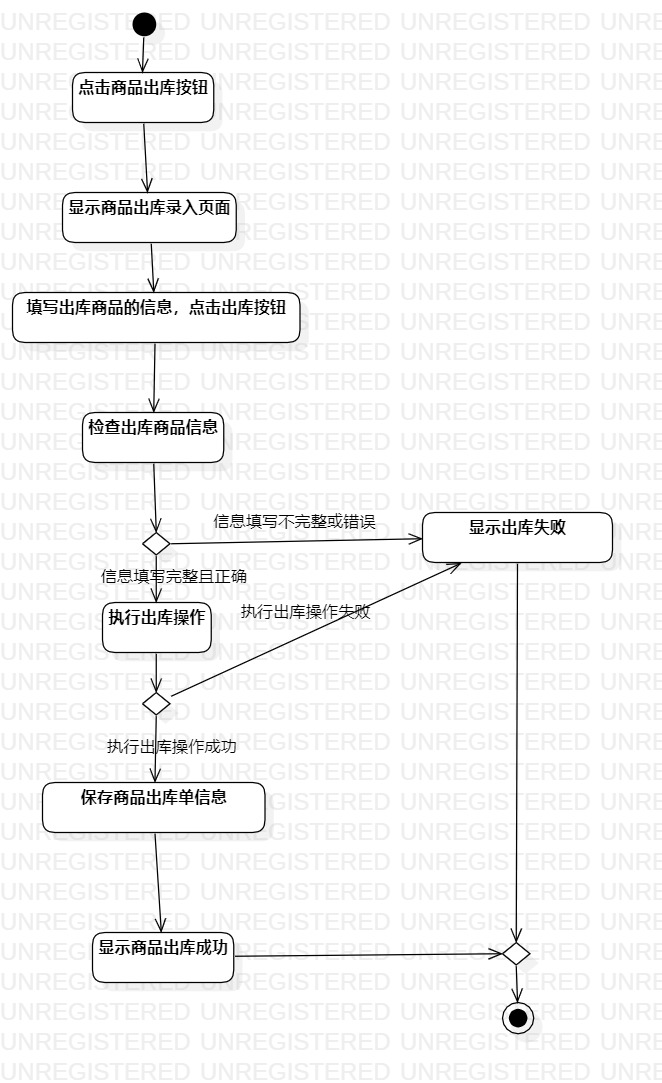 点击商品出库按钮
显示商品出库录入页面
填写出库商品的信息，点击出库按钮
检查出库商品信息
信息填写不完整或错误
显示出库失败
信息填写完整且正确
执行出库操作
执行出库操作失败
执行出库操作成功
保存商品出库单信息
显示商品出库成功
UNREGISTERED